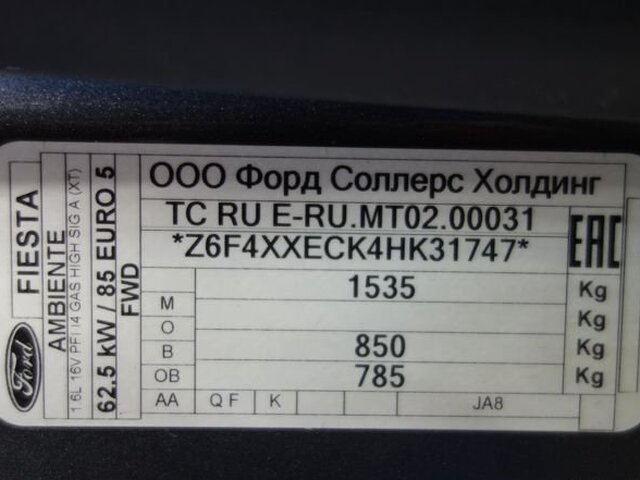 ООО Форд Соллерс Холдинг
TC RU E-RU.MT02.00031
*Z6F4XXECK4HK31747*
EAC
1535 Kg
M Kg
O
B 850 Kg
OB 785 Kg
AA QF K JA8
FIESTA
AMBIENTE
1.6L 16V PFI I4 GAS HIGH SIG A (XT)
62.5 kW / 85 EURO 5
FWD
Ford